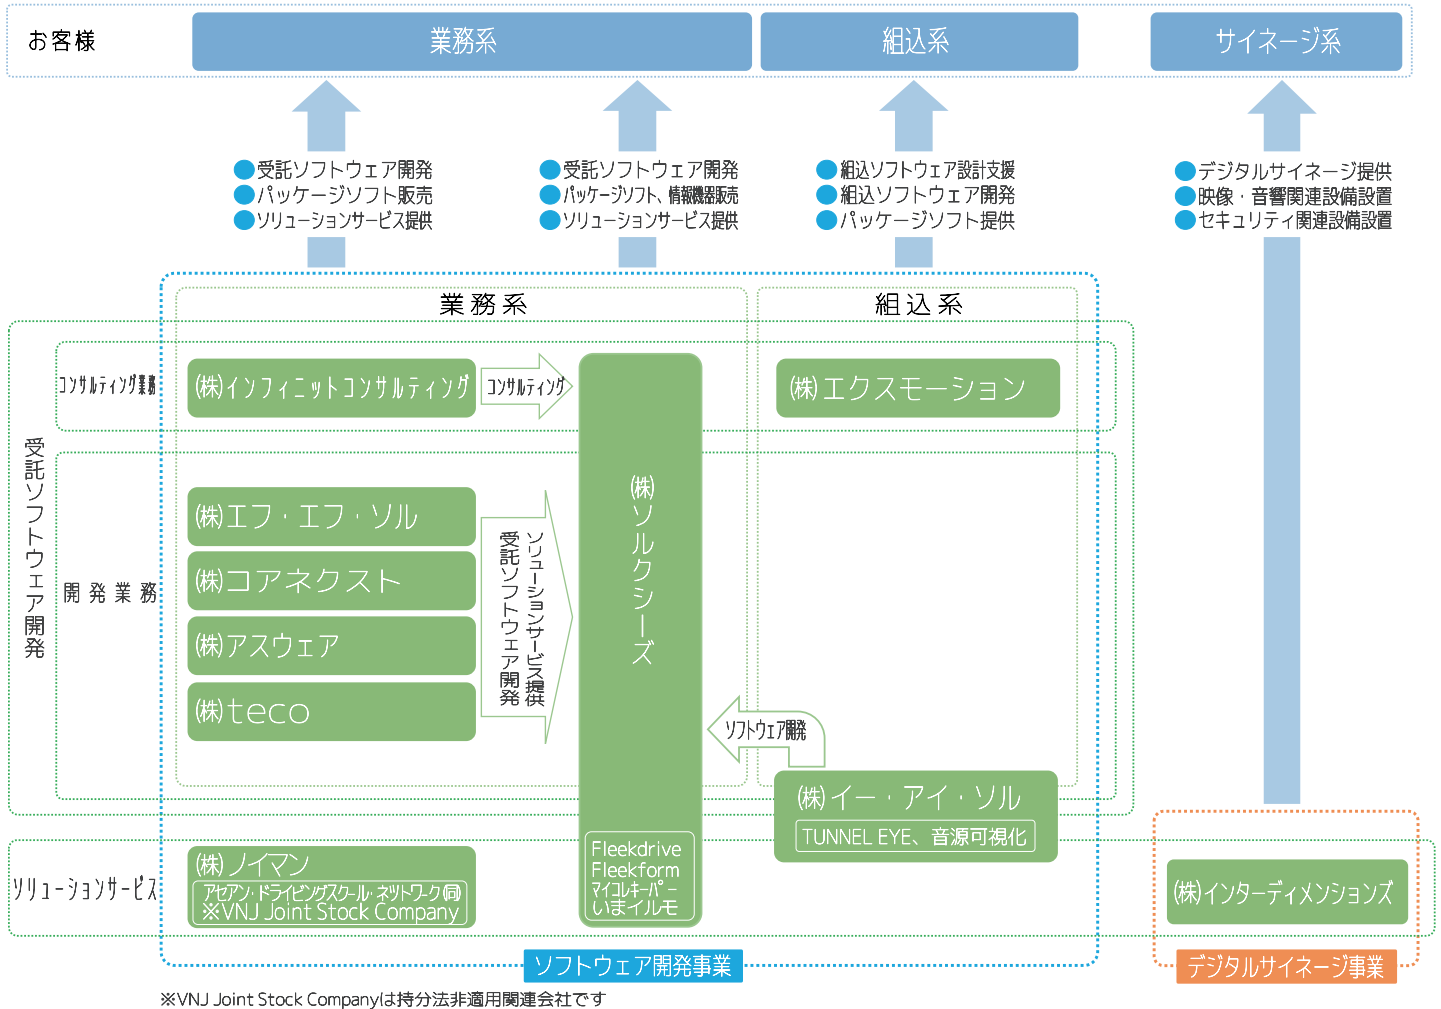 お客様
業務系
組込系
サイネージ系
受託ソフトウェア開発
パッケージソフト販売
ソリューションサービス提供
受託ソフトウェア開発
パッケージソフト、情報機器販売
ソリューションサービス提供
組込ソフトウェア設計支援
組込ソフトウェア開発
パッケージソフト提供
デジタルサイネージ提供
映像・音響関連設備設置
セキュリティ関連設備設置
業務系
組込系
受託ソフトウェア開発
コンサルティング業務
㈱インフィニットコンサルティング
コンサルティング
㈱エクスモーション
開発業務
㈱エフ・エフ・ソル
㈱コアネクスト
㈱アスウェア
㈱teco
ソリューションサービス提供
受託ソフトウェア開発
㈱ソルクシーズ
Fleekdrive
Fleekform
マイコレキーパー
いまイルモ
ソフトウェア開発
㈱イー・アイ・ソル
TUNNEL EYE、音源可視化
ソリューションサービス
㈱ノイマン
アセアン・ドライビングスクール・ネットワーク(同)
※VNJ Joint Stock Company
㈱インターディメンションズ
ソフトウェア開発事業
デジタルサイネージ事業
※VNJ Joint Stock Companyは持分法非適用関連会社です